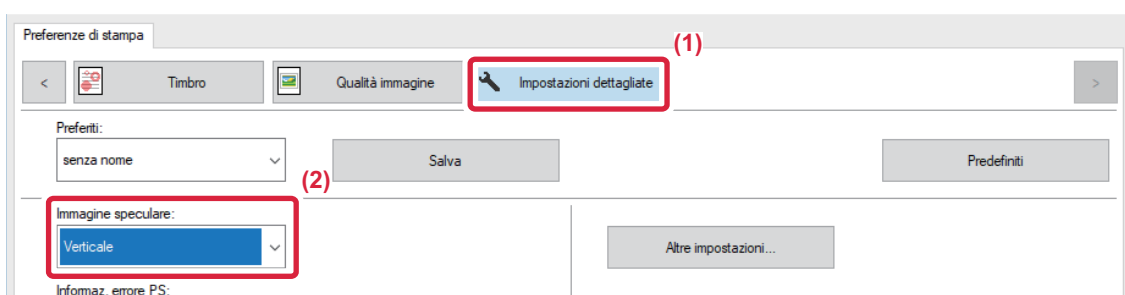 Preferenze di stampa
(1)
<
Timbro
Qualità immagine
Impostazioni dettagliate
>
Preferiti:
senza nome
Salva
Predefiniti
(2)
Immagine speculare:
Verticale
Altre impostazioni...
Informaz. errore PS: